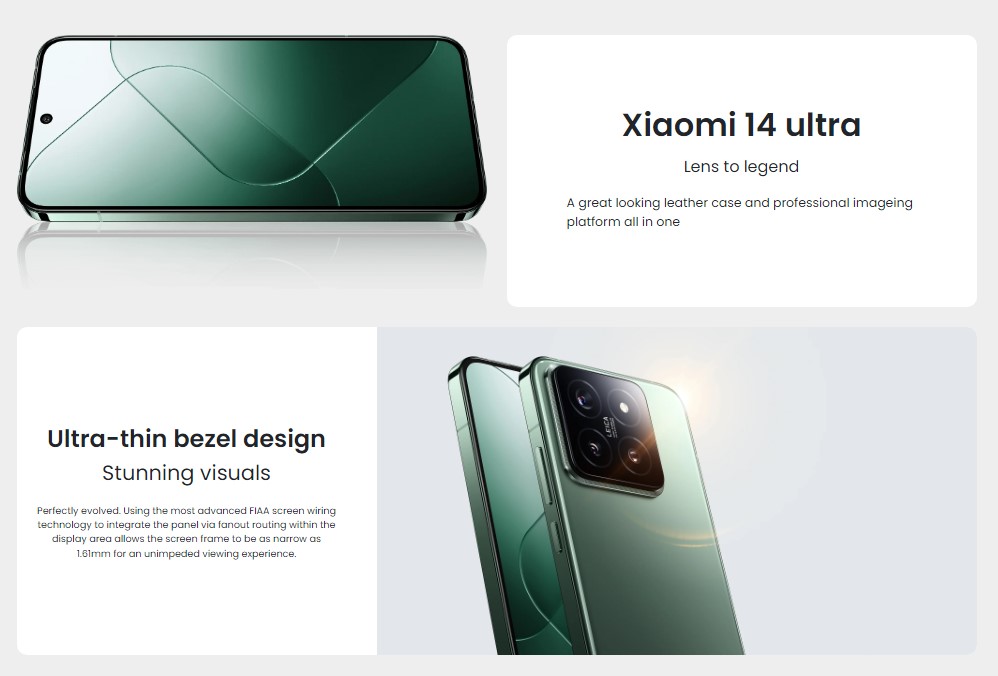 Xiaomi 14 ultra
Lens to legend
A great looking leather case and professional imageing
platform all in one
Ultra-thin bezel design
Stunning visuals
Perfectly evolved. Using the most advanced FIAA screen wiring
technology to integrate the panel via fanout routing within the
display area allows the screen frame to be as narrow as
1.61mm for an unimpeded viewing experience.
LEICA